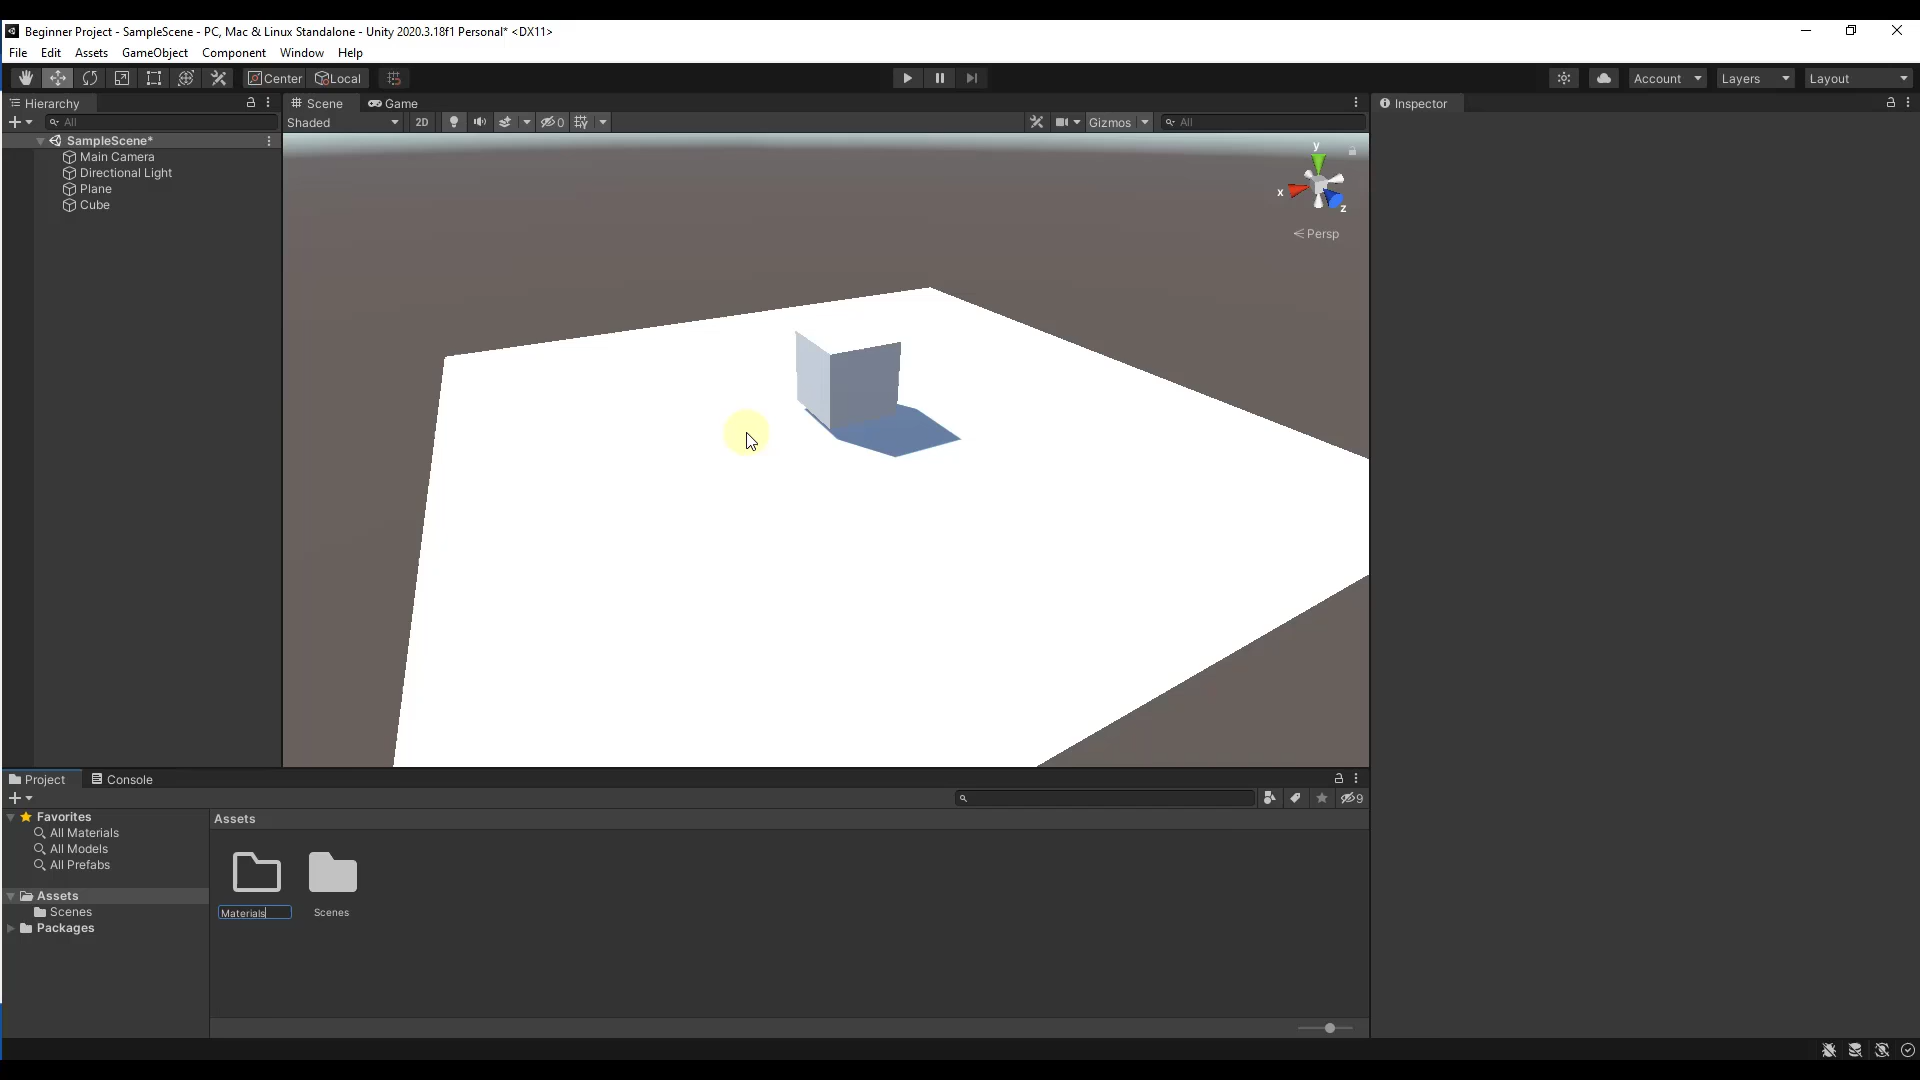 Beginner Project - SampleScene - PC, Mac & Linux Standalone - Unity 2020.3.18f1 Personal* <DX11>
File Edit Assets GameObject Component Window Help
Center Local Account Layers Layout
Hierarchy
All
SampleScene*
Main Camera
Directional Light
Plane
Cube
Scene Game
Shaded 2D 0 Gizmos All
y
x
z
Persp
Inspector
Project Console
9
Favorites
All Materials
All Models
All Prefabs
Assets
Scenes
Packages
Assets
Materials Scenes